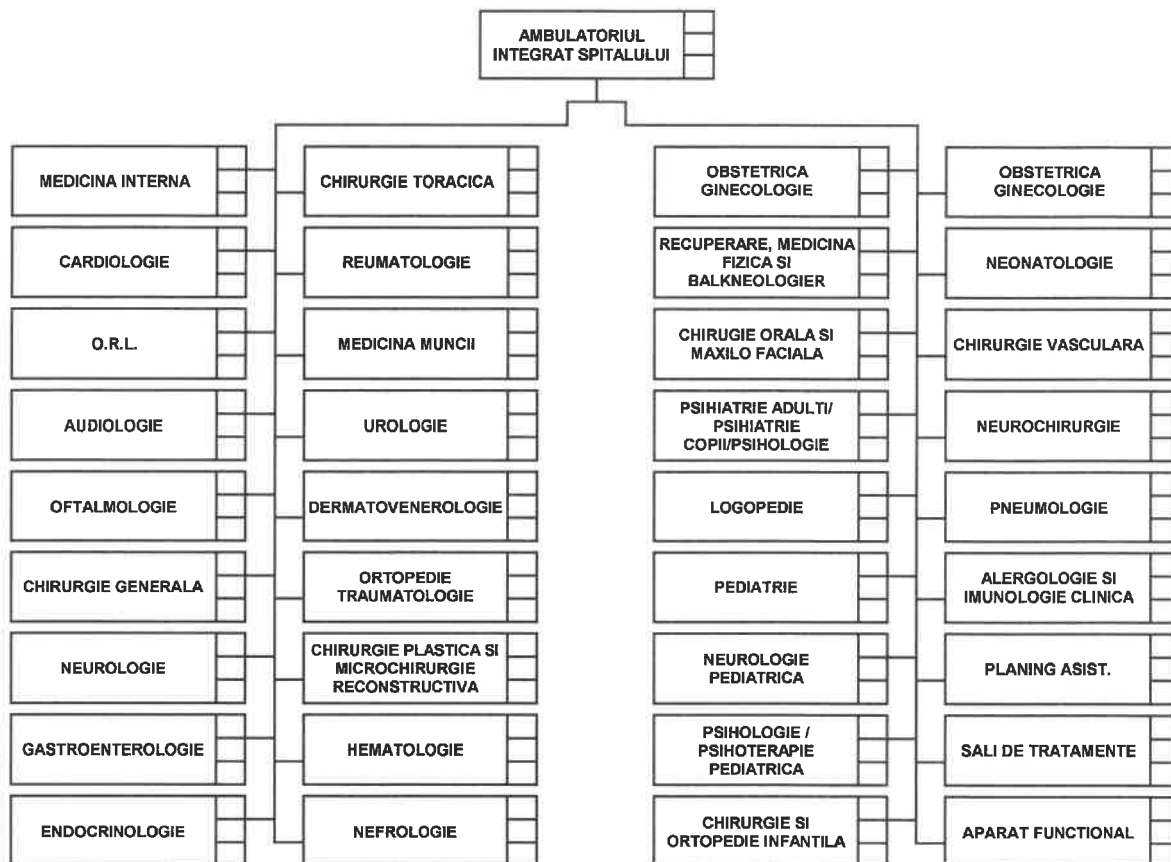 AMBULATORIUL
INTEGRAT SPITALULUI
MEDICINA INTERNA
CHIRURGIE TORACICA
OBSTETRICA
GINECOLOGIE
OBSTETRICA
GINECOLOGIE
CARDIOLOGIE
REUMATOLOGIE
RECUPERARE, MEDICINA
FIZICA SI
BALKNEOLOGIER
NEONATOLOGIE
O.R.L.
MEDICINA MUNCII
CHIRUGIE ORALA SI
MAXILO FACIALA
CHIRURGIE VASCULARA
AUDIOLOGIE
UROLOGIE
PSIHIATRIE ADULTI/
PSIHIATRIE
COPII/PSIHOLOGIE
NEUROCHIRURGIE
OFTALMOLOGIE
DERMATOVENEROLOGIE
LOGOPEDIE
PNEUMOLOGIE
CHIRURGIE GENERALA
ORTOPEDIE
TRAUMATOLOGIE
PEDIATRIE
ALERGOLOGIE SI
IMUNOLOGIE CLINICA
NEUROLOGIE
CHIRURGIE PLASTICA SI
MICROCHIRURGIE
RECONSTRUCTIVA
NEUROLOGIE
PEDIATRICA
PLANING ASIST.
GASTROENTEROLOGIE
HEMATOLOGIE
PSIHOLOGIE /
PSIHOTERAPIE
PEDIATRICA
SALI DE TRATAMENTE
ENDOCRINOLOGIE
NEFROLOGIE
CHIRURGIE SI
ORTOPEDIE INFANTILA
APARAT FUNCTIONAL